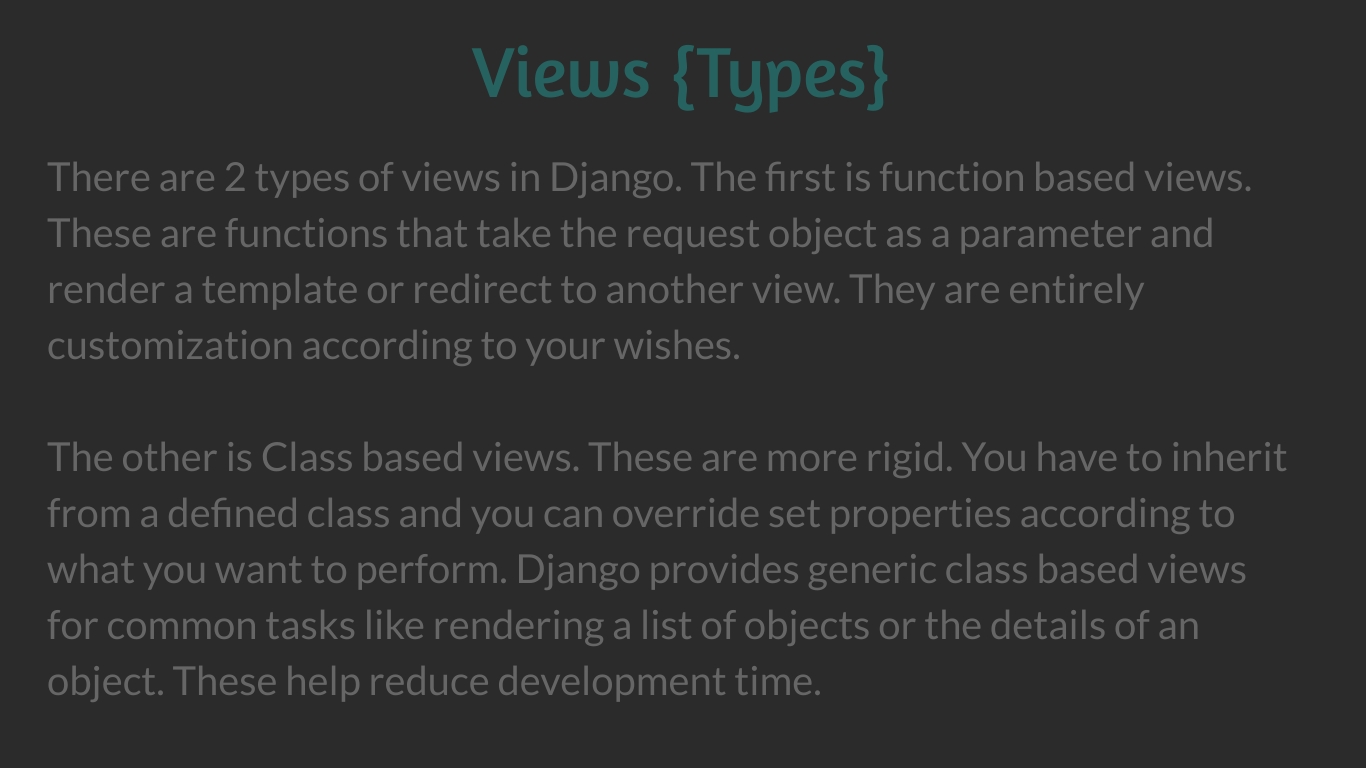 Views {Types}
There are 2 types of views in Django. The first is function based views.
These are functions that take the request object as a parameter and
render a template or redirect to another view. They are entirely
customization according to your wishes.
The other is Class based views. These are more rigid. You have to inherit
from a defined class and you can override set properties according to
what you want to perform. Django provides generic class based views
for common tasks like rendering a list of objects or the details of an
object. These help reduce development time.